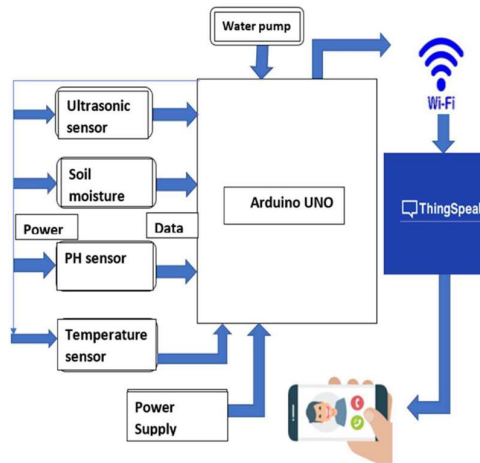 Water pump
Ultrasonic
sensor
Wi-Fi
Soil
moisture
Arduino UNO
ThingSpeak
Power
Data
PH sensor
Temperature
sensor
Power
Supply